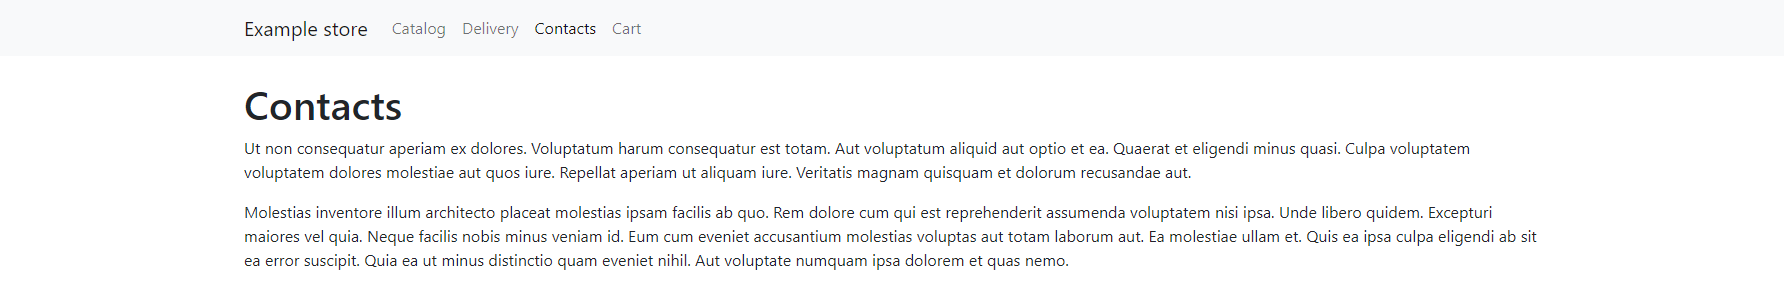 Example store Catalog Delivery Contacts Cart
Contacts
Ut non consequatur aperiam ex dolores. Voluptatum harum consequatur est totam. Aut voluptatum aliquid aut optio et ea. Quaerat et eligendi minus quasi. Culpa voluptatem
voluptatem dolores molestiae aut quos iure. Repellat aperiam ut aliquam iure. Veritatis magnam quisquam et dolorum recusandae aut.
Molestias inventore illum architecto placeat molestias ipsam facilis ab quo. Rem dolore cum qui est reprehenderit assumenda voluptatem nisi ipsa. Unde libero quidem. Excepturi
maiores vel quia. Neque facilis nobis minus veniam id. Eum cum eveniet accusantium molestias voluptas aut totam laborum aut. Ea molestiae ullam et. Quis ea ipsa culpa eligendi ab sit
ea error suscipit. Quia ea ut minus distinctio quam eveniet nihil. Aut voluptate numquam ipsa dolorem et quas nemo.